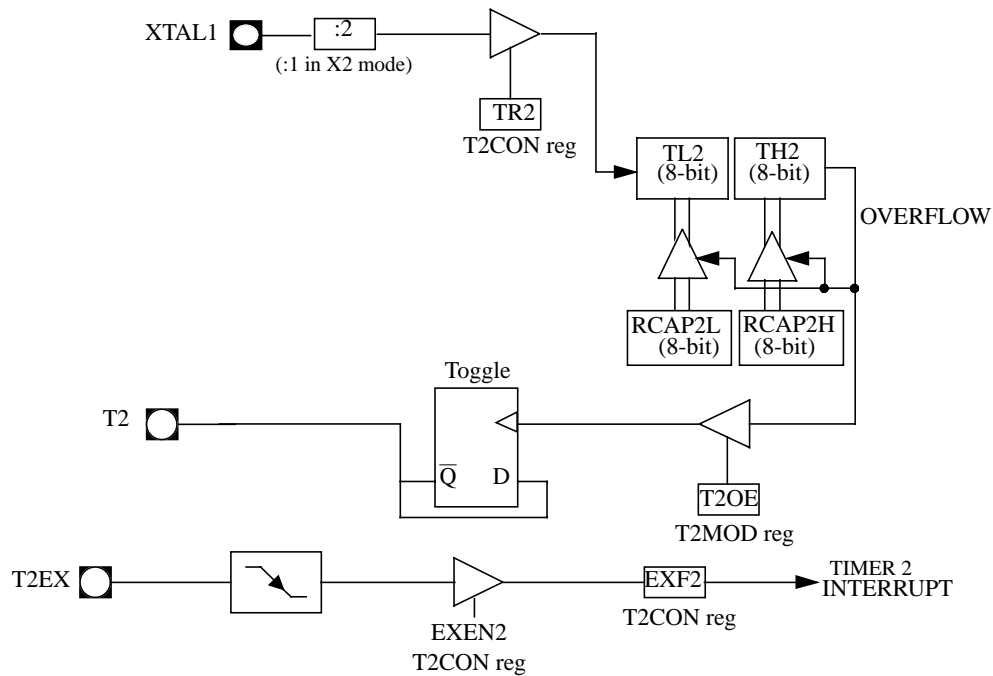 XTAL1
:2
(:1 in X2 mode)
TR2
T2CON reg
TL2
(8-bit)
TH2
(8-bit)
OVERFLOW
RCAP2L
(8-bit)
RCAP2H
(8-bit)
Toggle
T2
Q̅
D
T2OE
T2MOD reg
T2EX
EXEN2
T2CON reg
EXF2
T2CON reg
TIMER 2
INTERRUPT